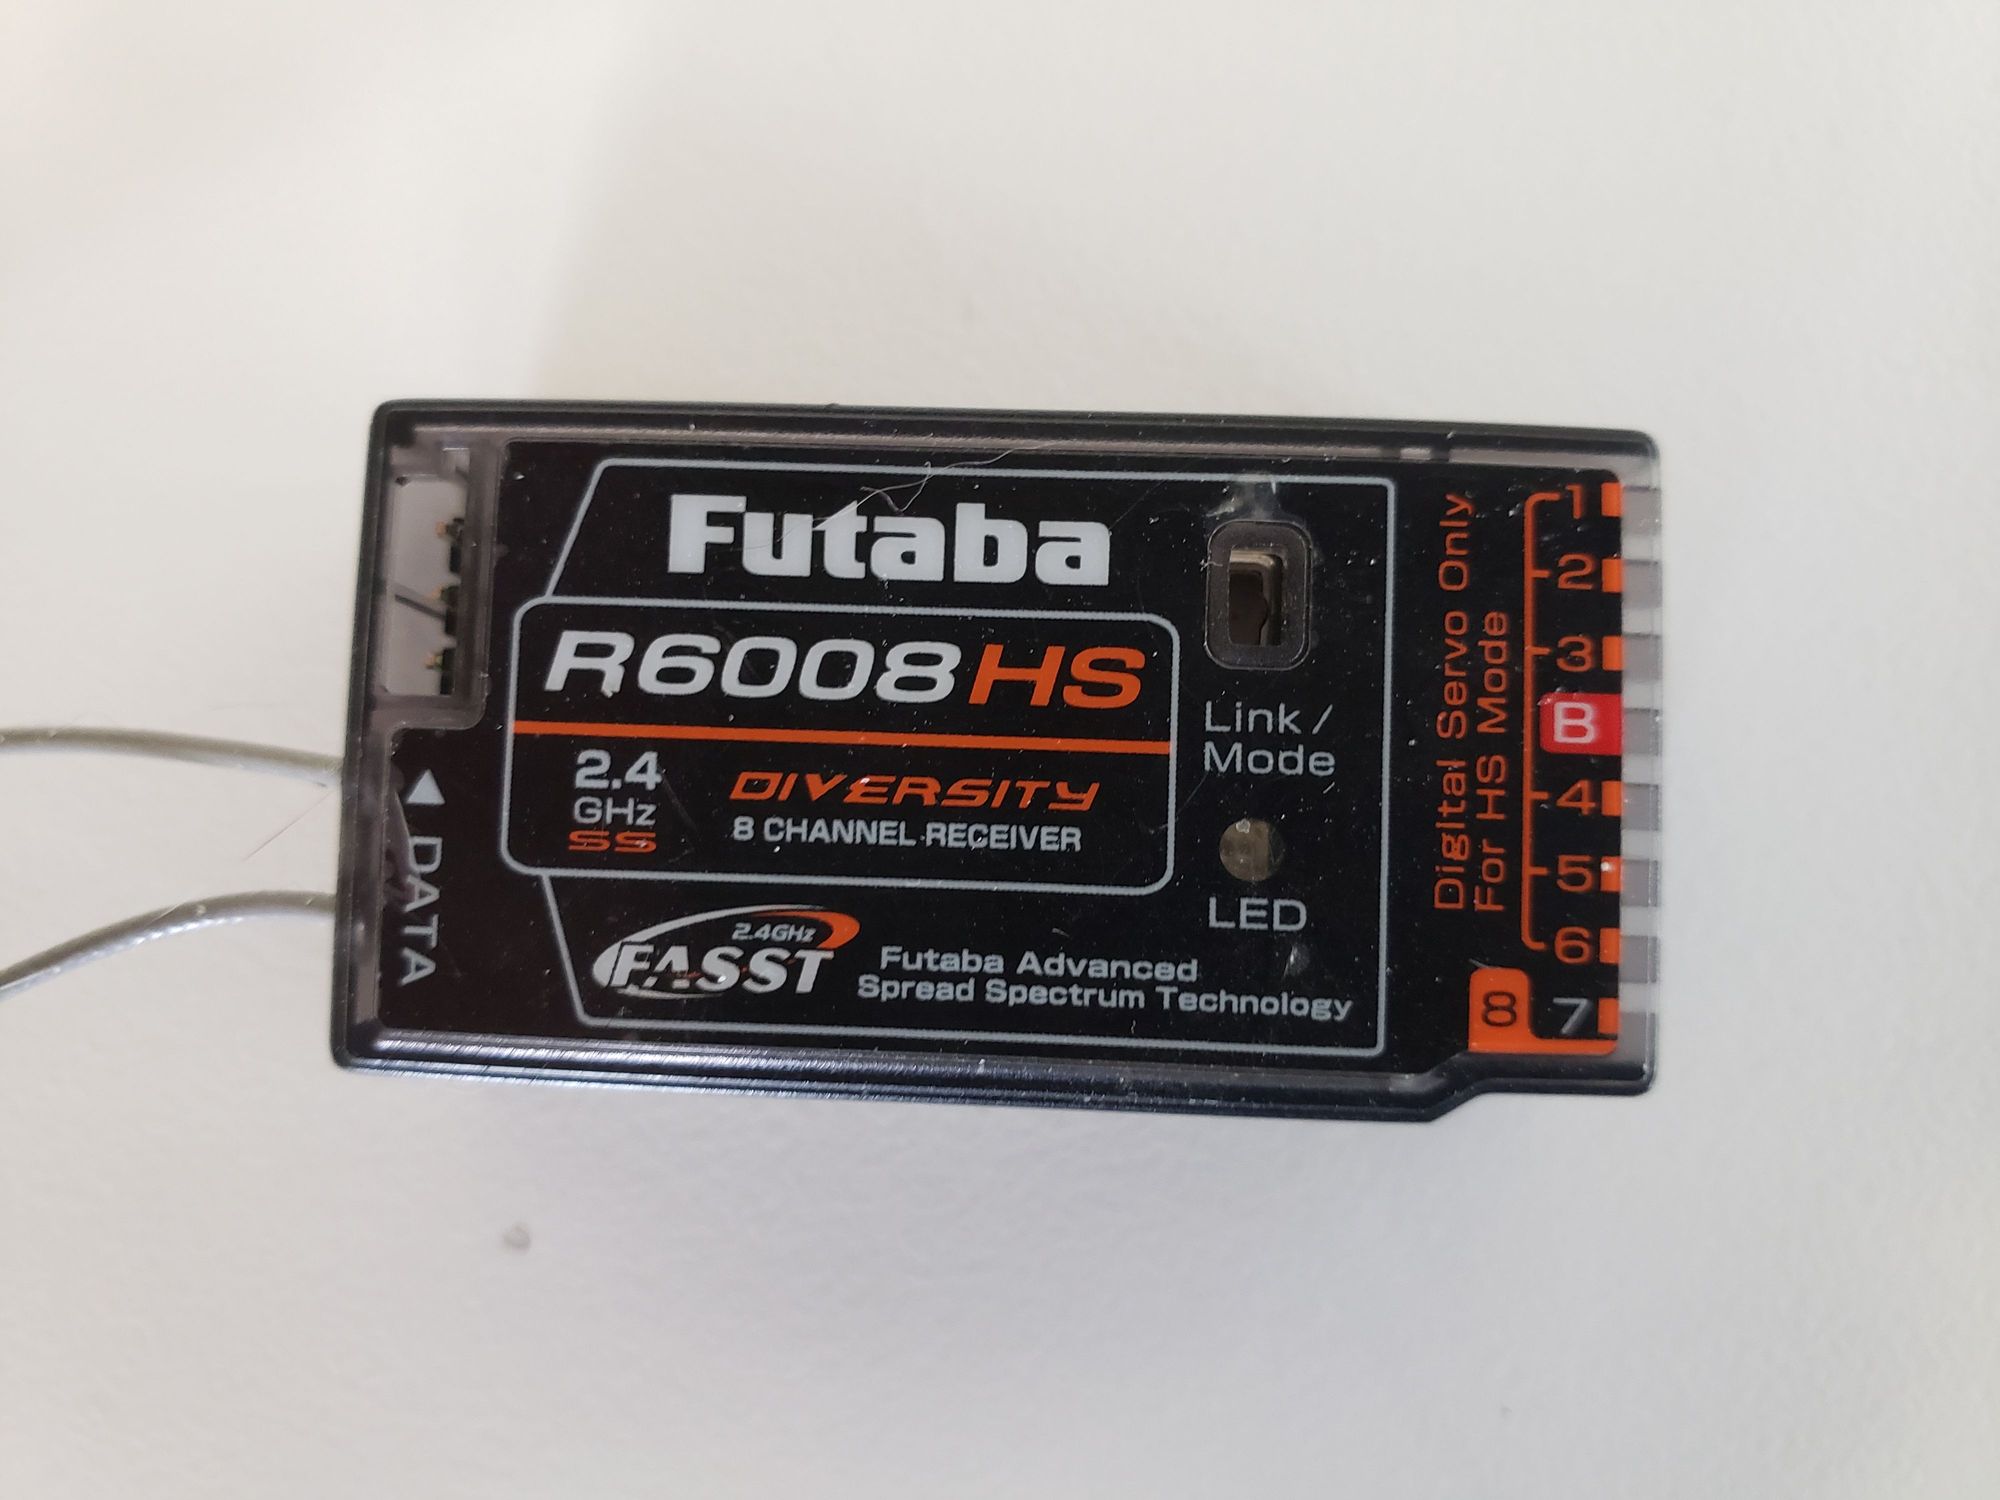 Futaba
R6008HS
2.4
GHz
SS
DIVERSITY
8 CHANNEL RECEIVER
2.4GHz
FASST
Futaba Advanced
Spread Spectrum Technology
Link/
Mode
LED
DATA
Digital Servo Only
For HS Mode
1
2
3
B
4
5
6
8 7